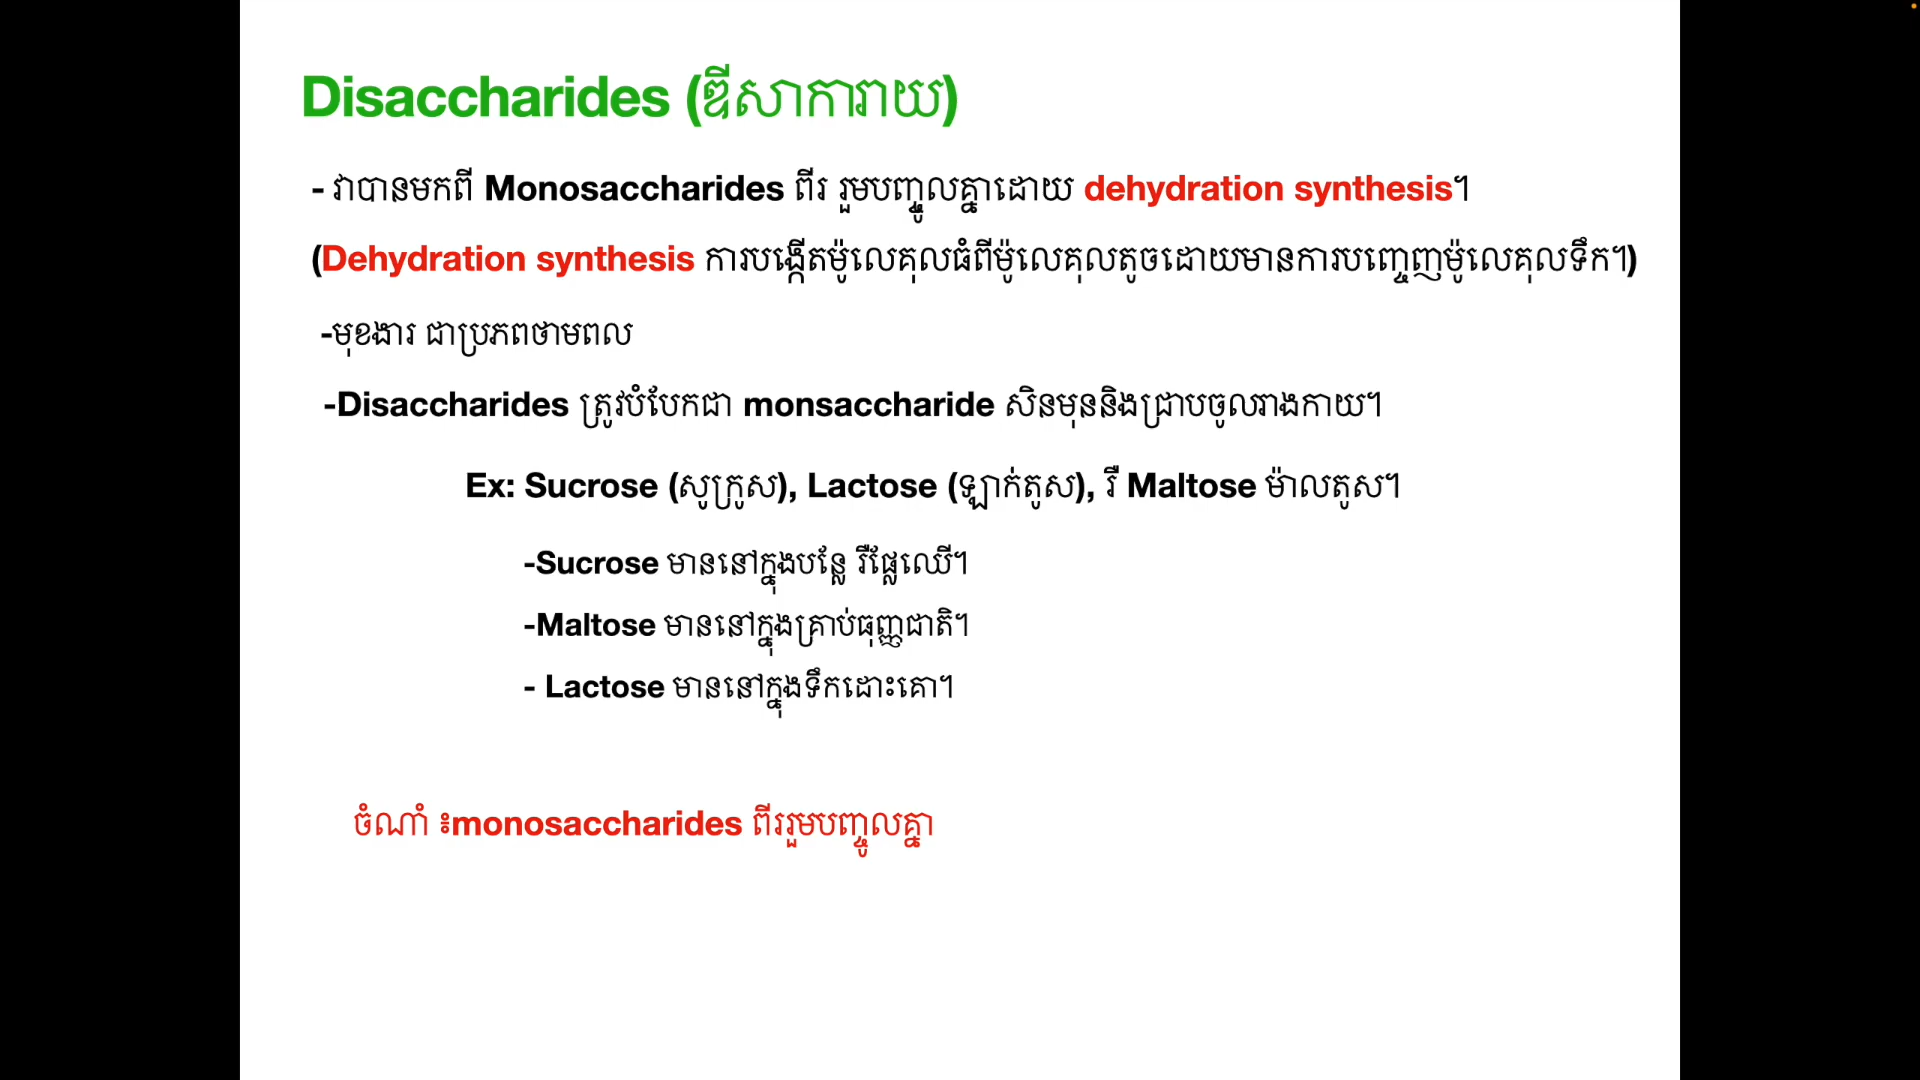 Disaccharides (ឌីសាការាយ)
- វាបានមកពី Monosaccharides ពីរ រួមបញ្ចូលគ្នាដោយ dehydration synthesis។
(Dehydration synthesis ការបង្កើតម៉ូលេគុលធំពីម៉ូលេគុលតូចដោយមានការបញ្ចេញម៉ូលេគុលទឹក។)
-មុខងារ ជាប្រភពថាមពល
-Disaccharides ត្រូវបំបែកជា monsaccharide សិនមុននិងជ្រាបចូលរាងកាយ។
Ex: Sucrose (សូក្រូស), Lactose (ឡាក់តូស), រឺ Maltose ម៉ាលតូស។
-Sucrose មាននៅក្នុងបន្លែ រឺផ្លែឈើ។
-Maltose មាននៅក្នុងគ្រាប់ធុញ្ញជាតិ។
- Lactose មាននៅក្នុងទឹកដោះគោ។
ចំណាំ ៖monosaccharides ពីររួមបញ្ចូលគ្នា